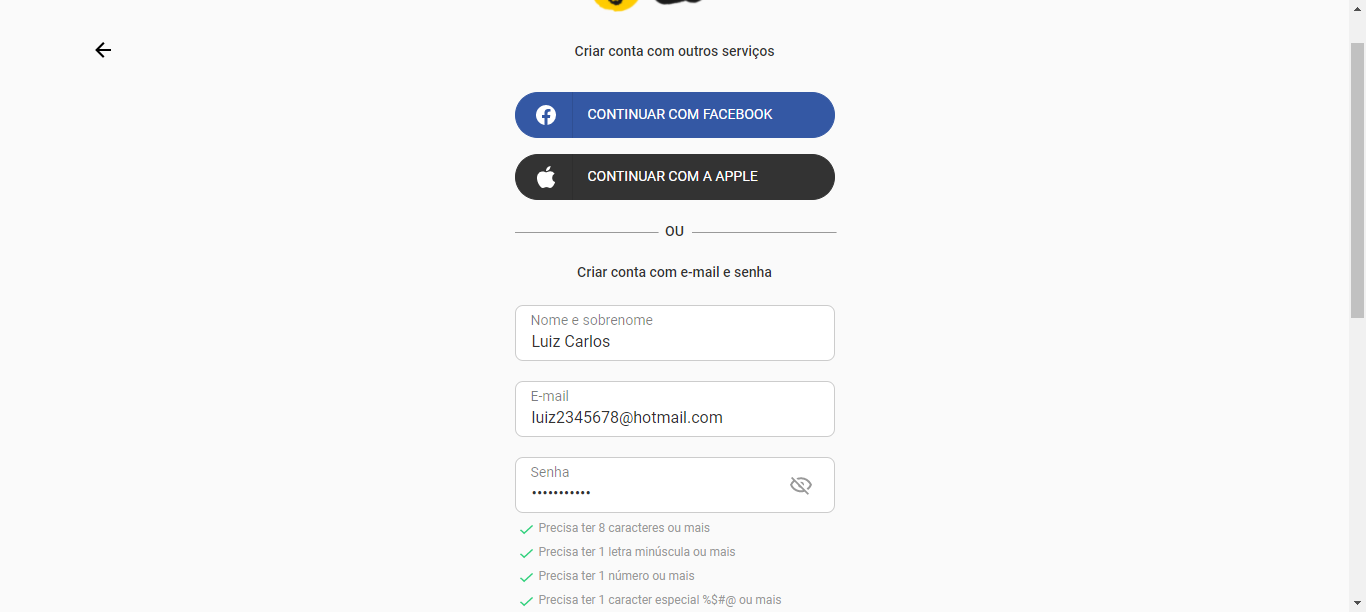 Criar conta com outros serviços
CONTINUAR COM FACEBOOK
CONTINUAR COM A APPLE
OU
Criar conta com e-mail e senha
Nome e sobrenome
Luiz Carlos
E-mail
luiz2345678@hotmail.com
Senha
•••••••••••
Precisa ter 8 caracteres ou mais
Precisa ter 1 letra minúscula ou mais
Precisa ter 1 número ou mais
Precisa ter 1 caracter especial %$#@ ou mais